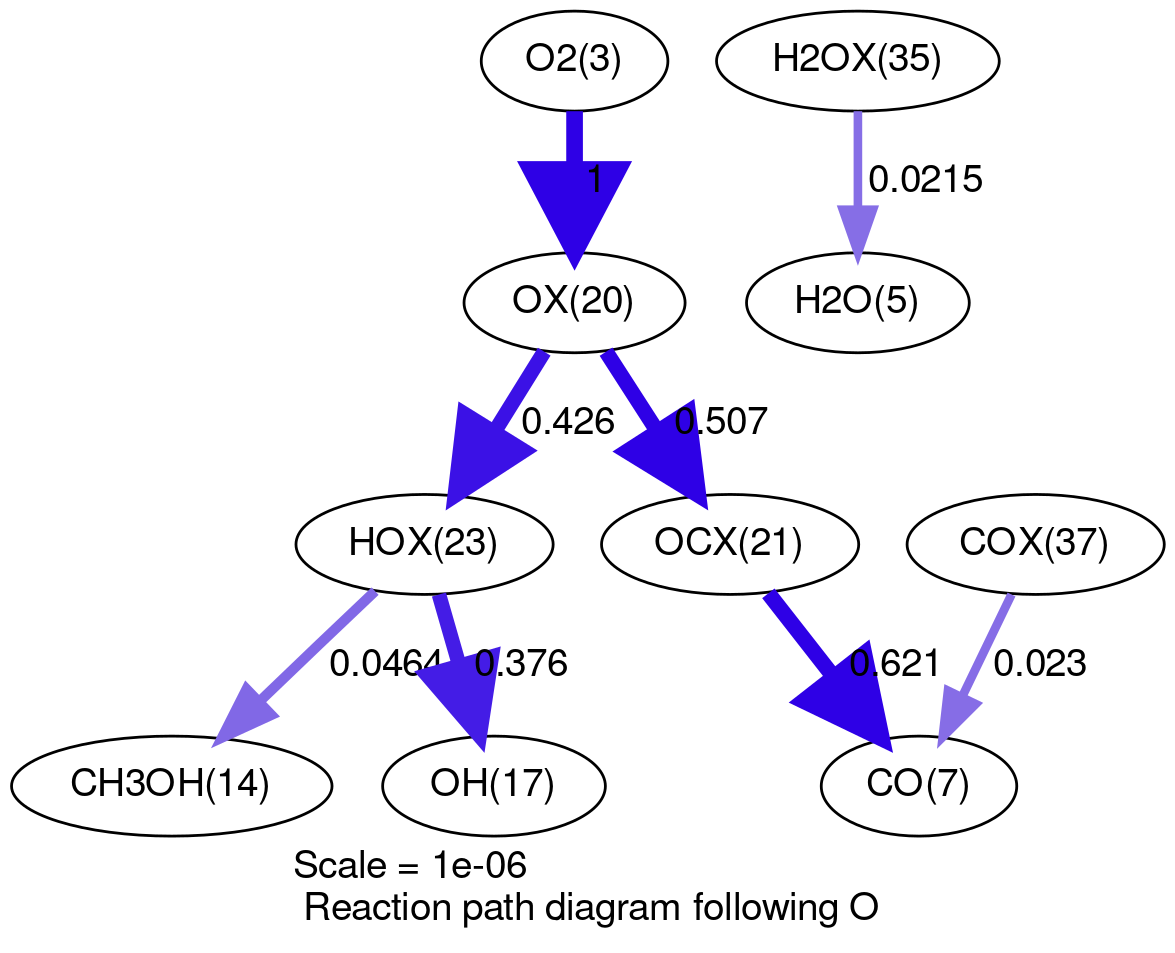 O2(3)
H2OX(35)
1
0.0215
OX(20)
H2O(5)
0.426
0.507
HOX(23)
OCX(21)
COX(37)
0.0464
0.376
0.621
0.023
CH3OH(14)
OH(17)
CO(7)
Scale = 1e-06
Reaction path diagram following O